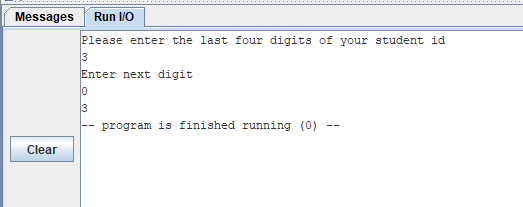 Messages Run I/O
Please enter the last four digits of your student id
3
Enter next digit
0
3
-- program is finished running (0) --
Clear